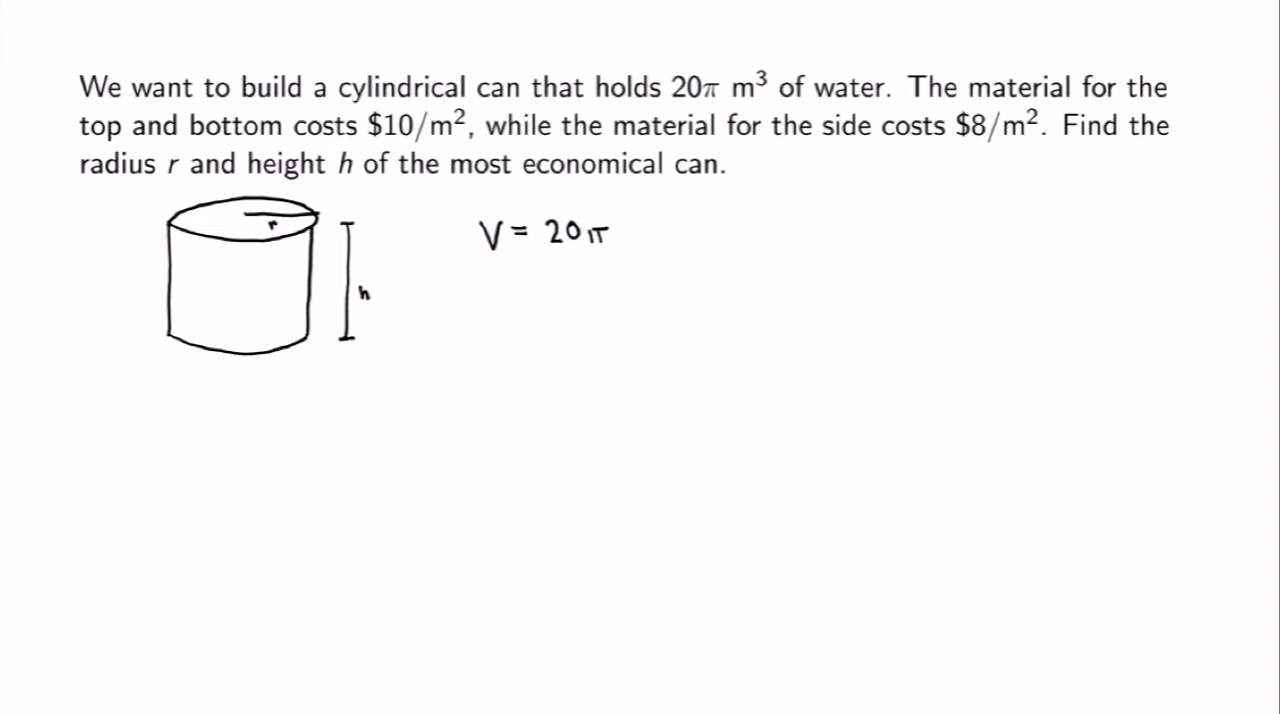 We want to build a cylindrical can that holds 20π m³ of water. The material for the
top and bottom costs $10/m², while the material for the side costs $8/m². Find the
radius r and height h of the most economical can.
r
V = 20π
h